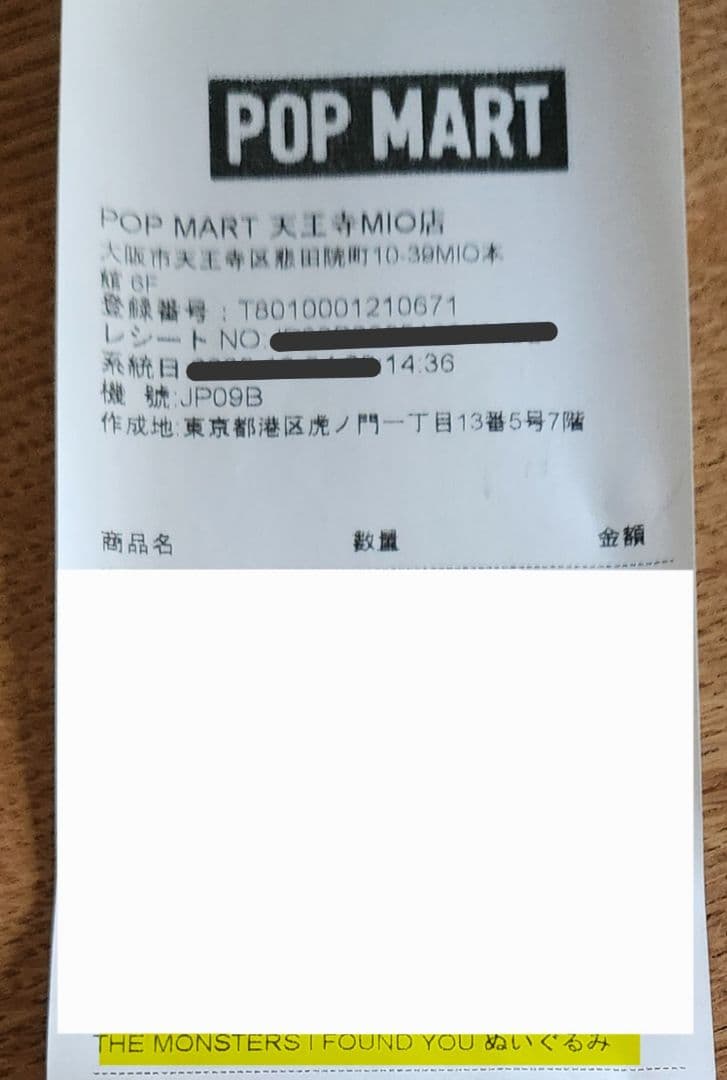 POP MART
POP MART 天王寺MIO店
大阪市天王寺区悲田院町10-39MIO本
館 6F
登録番号：T8010001210671
レシート NO:
系統日 14:36
機 號:JP09B
作成地:東京都港区虎ノ門一丁目13番5号7階
商品名 数量 金額
THE MONSTERS I FOUND YOU ぬいぐるみ